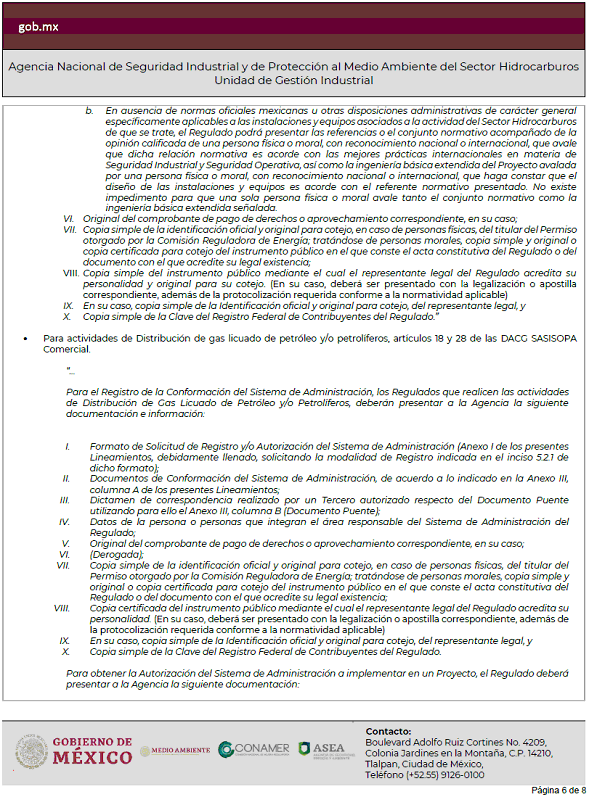 gob.mx
Agencia Nacional de Seguridad Industrial y de Protección al Medio Ambiente del Sector Hidrocarburos
Unidad de Gestión Industrial
b. En ausencia de normas oficiales mexicanas u otras disposiciones administrativas de carácter general
específicamente aplicables a las instalaciones y equipos asociados a la actividad del Sector Hidrocarburos
de que se trate, el Regulado podrá presentar las referencias o el conjunto normativo acompañado de la
opinión calificada de una persona física o moral, con reconocimiento nacional o internacional, que avale
que dicha relación normativa es acorde con las mejores prácticas internacionales en materia de
Seguridad Industrial y Seguridad Operativa, así como la ingeniería básica extendida del Proyecto avalada
por una persona física o moral, con reconocimiento nacional o internacional, que haga constar que el
diseño de las instalaciones y equipos es acorde con el referente normativo presentado. No existe
impedimento para que una sola persona física o moral avale tanto el conjunto normativo como la
ingeniería básica extendida señalada.
VI. Original del comprobante de pago de derechos o aprovechamiento correspondiente, en su caso;
VII. Copia simple de la identificación oficial y original para cotejo, en caso de personas físicas, del titular del Permiso
otorgado por la Comisión Reguladora de Energía; tratándose de personas morales, copia simple y original o
copia certificada para cotejo del instrumento público en el que conste el acta constitutiva del Regulado o del
documento con el que acredite su legal existencia;
VIII. Copia simple del instrumento público mediante el cual el representante legal del Regulado acredita su
personalidad y original para su cotejo. (En su caso, deberá ser presentado con la legalización o apostilla
correspondiente, además de la protocolización requerida conforme a la normatividad aplicable)
IX. En su caso, copia simple de la Identificación oficial y original para cotejo, del representante legal, y
X. Copia simple de la Clave del Registro Federal de Contribuyentes del Regulado."
• Para actividades de Distribución de gas licuado de petróleo y/o petrolíferos, artículos 18 y 28 de las DACG SASISOPA
Comercial.
"...
Para el Registro de la Conformación del Sistema de Administración, los Regulados que realicen las actividades
de Distribución de Gas Licuado de Petróleo y/o Petrolíferos, deberán presentar a la Agencia la siguiente
documentación e información:
I. Formato de Solicitud de Registro y/o Autorización del Sistema de Administración (Anexo I de los presentes
Lineamientos, debidamente llenado, solicitando la modalidad de Registro indicada en el inciso 5.2.1 de
dicho formato);
II. Documentos de Conformación del Sistema de Administración, de acuerdo a lo indicado en la Anexo III,
columna A de los presentes Lineamientos;
III. Dictamen de correspondencia realizado por un Tercero autorizado respecto del Documento Puente
utilizando para ello el Anexo III, columna B (Documento Puente);
IV. Datos de la persona o personas que integran el área responsable del Sistema de Administración del
Regulado;
V. Original del comprobante de pago de derechos o aprovechamiento correspondiente, en su caso;
VI. (Derogada);
VII. Copia simple de la identificación oficial y original para cotejo, en caso de personas físicas, del titular del
Permiso otorgado por la Comisión Reguladora de Energía; tratándose de personas morales, copia simple y
original o copia certificada para cotejo del instrumento público en el que conste el acta constitutiva del
Regulado o del documento con el que acredite su legal existencia;
VIII. Copia certificada del instrumento público mediante el cual el representante legal del Regulado acredita su
personalidad. (En su caso, deberá ser presentado con la legalización o apostilla correspondiente, además de
la protocolización requerida conforme a la normatividad aplicable)
IX. En su caso, copia simple de la Identificación oficial y original para cotejo, del representante legal, y
X. Copia simple de la Clave del Registro Federal de Contribuyentes del Regulado.
Para obtener la Autorización del Sistema de Administración a implementar en un Proyecto, el Regulado deberá
presentar a la Agencia la siguiente documentación:
GOBIERNO DE
MÉXICO
MEDIO AMBIENTE
CONAMER
ASEA
Contacto:
Boulevard Adolfo Ruiz Cortines No. 4209,
Colonia Jardines en la Montaña, C.P. 14210,
Tlalpan, Ciudad de México,
Teléfono (+52.55) 9126-0100
Página 6 de 8